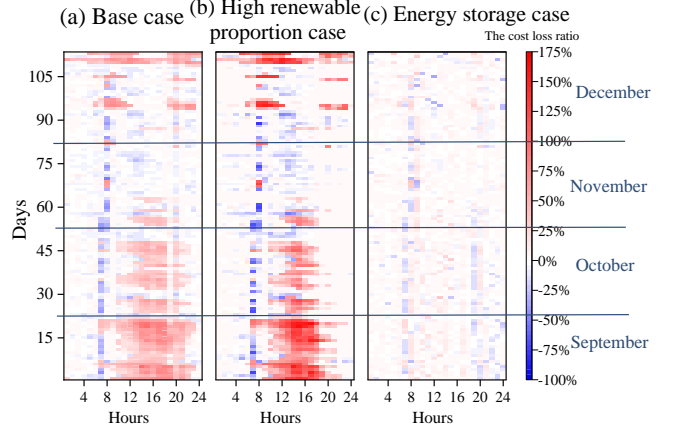 (a) Base case
(b) High renewable
proportion case
(c) Energy storage case
The cost loss ratio
Days
105
90
75
60
45
30
15
4 8 12 16 20 24
4 8 12 16 20 24
4 8 12 16 20 24
Hours
Hours
Hours
175%
150%
125%
100%
75%
50%
25%
0%
-25%
-50%
-75%
-100%
December
November
October
September